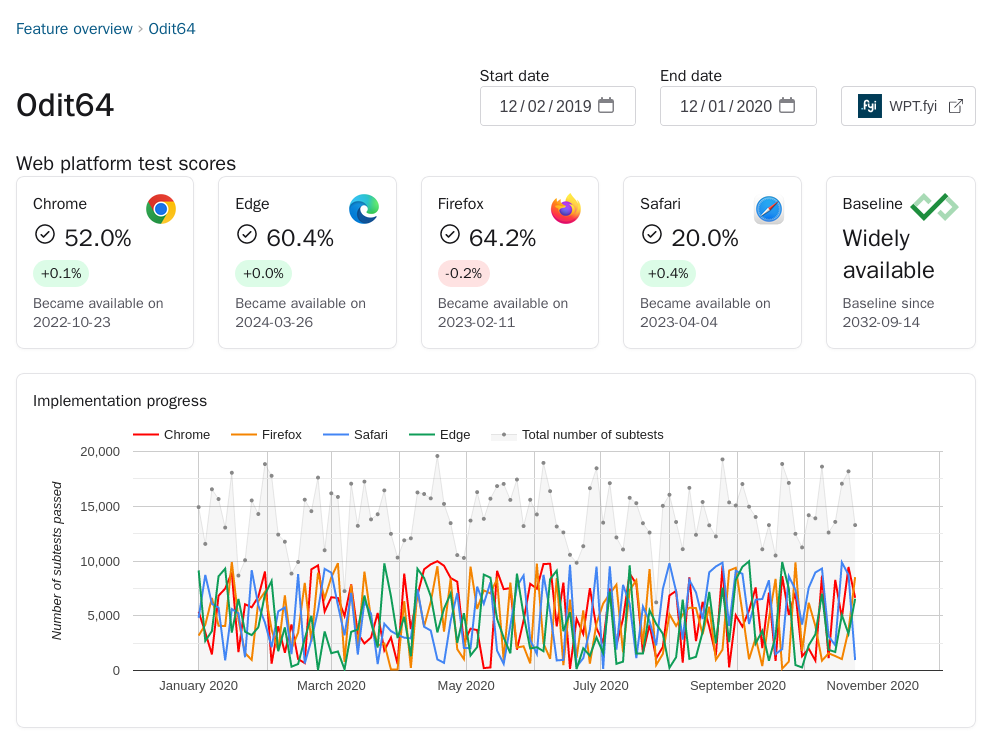 Feature overview › Odit64
Odit64
Start date
12/02/2019
End date
12/01/2020
.fyi WPT.fyi
Web platform test scores
Chrome
52.0%
+0.1%
Became available on
2022-10-23
Edge
60.4%
+0.0%
Became available on
2024-03-26
Firefox
64.2%
-0.2%
Became available on
2023-02-11
Safari
20.0%
+0.4%
Became available on
2023-04-04
Baseline
Widely
available
Baseline since
2032-09-14
Implementation progress
Chrome Firefox Safari Edge Total number of subtests
Number of subtests passed
20,000
15,000
10,000
5,000
0
January 2020 March 2020 May 2020 July 2020 September 2020 November 2020